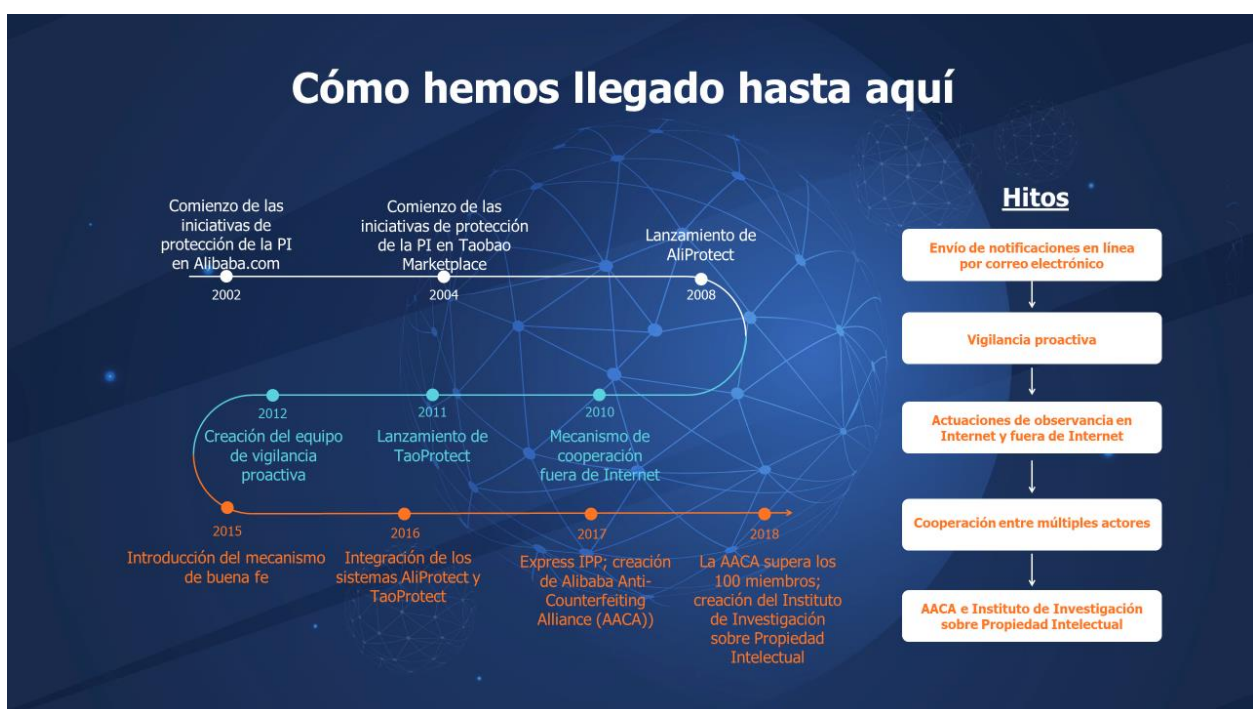 Cómo hemos llegado hasta aquí
Comienzo de las
iniciativas de
protección de la PI
en Alibaba.com
2002
Comienzo de las
iniciativas de protección
de la PI en Taobao
Marketplace
2004
Lanzamiento de
AliProtect
2008
2012
Creación del equipo
de vigilancia
proactiva
2011
Lanzamiento de
TaoProtect
2010
Mecanismo de
cooperación
fuera de Internet
2015
Introducción del mecanismo
de buena fe
2016
Integración de los
sistemas AliProtect y
TaoProtect
2017
Express IPP; creación
de Alibaba Anti-
Counterfeiting
Alliance (AACA))
2018
La AACA supera los
100 miembros;
creación del Instituto
de Investigación
sobre Propiedad
Intelectual
Hitos
Envío de notificaciones en línea
por correo electrónico
Vigilancia proactiva
Actuaciones de observancia en
Internet y fuera de Internet
Cooperación entre múltiples actores
AACA e Instituto de Investigación
sobre Propiedad Intelectual